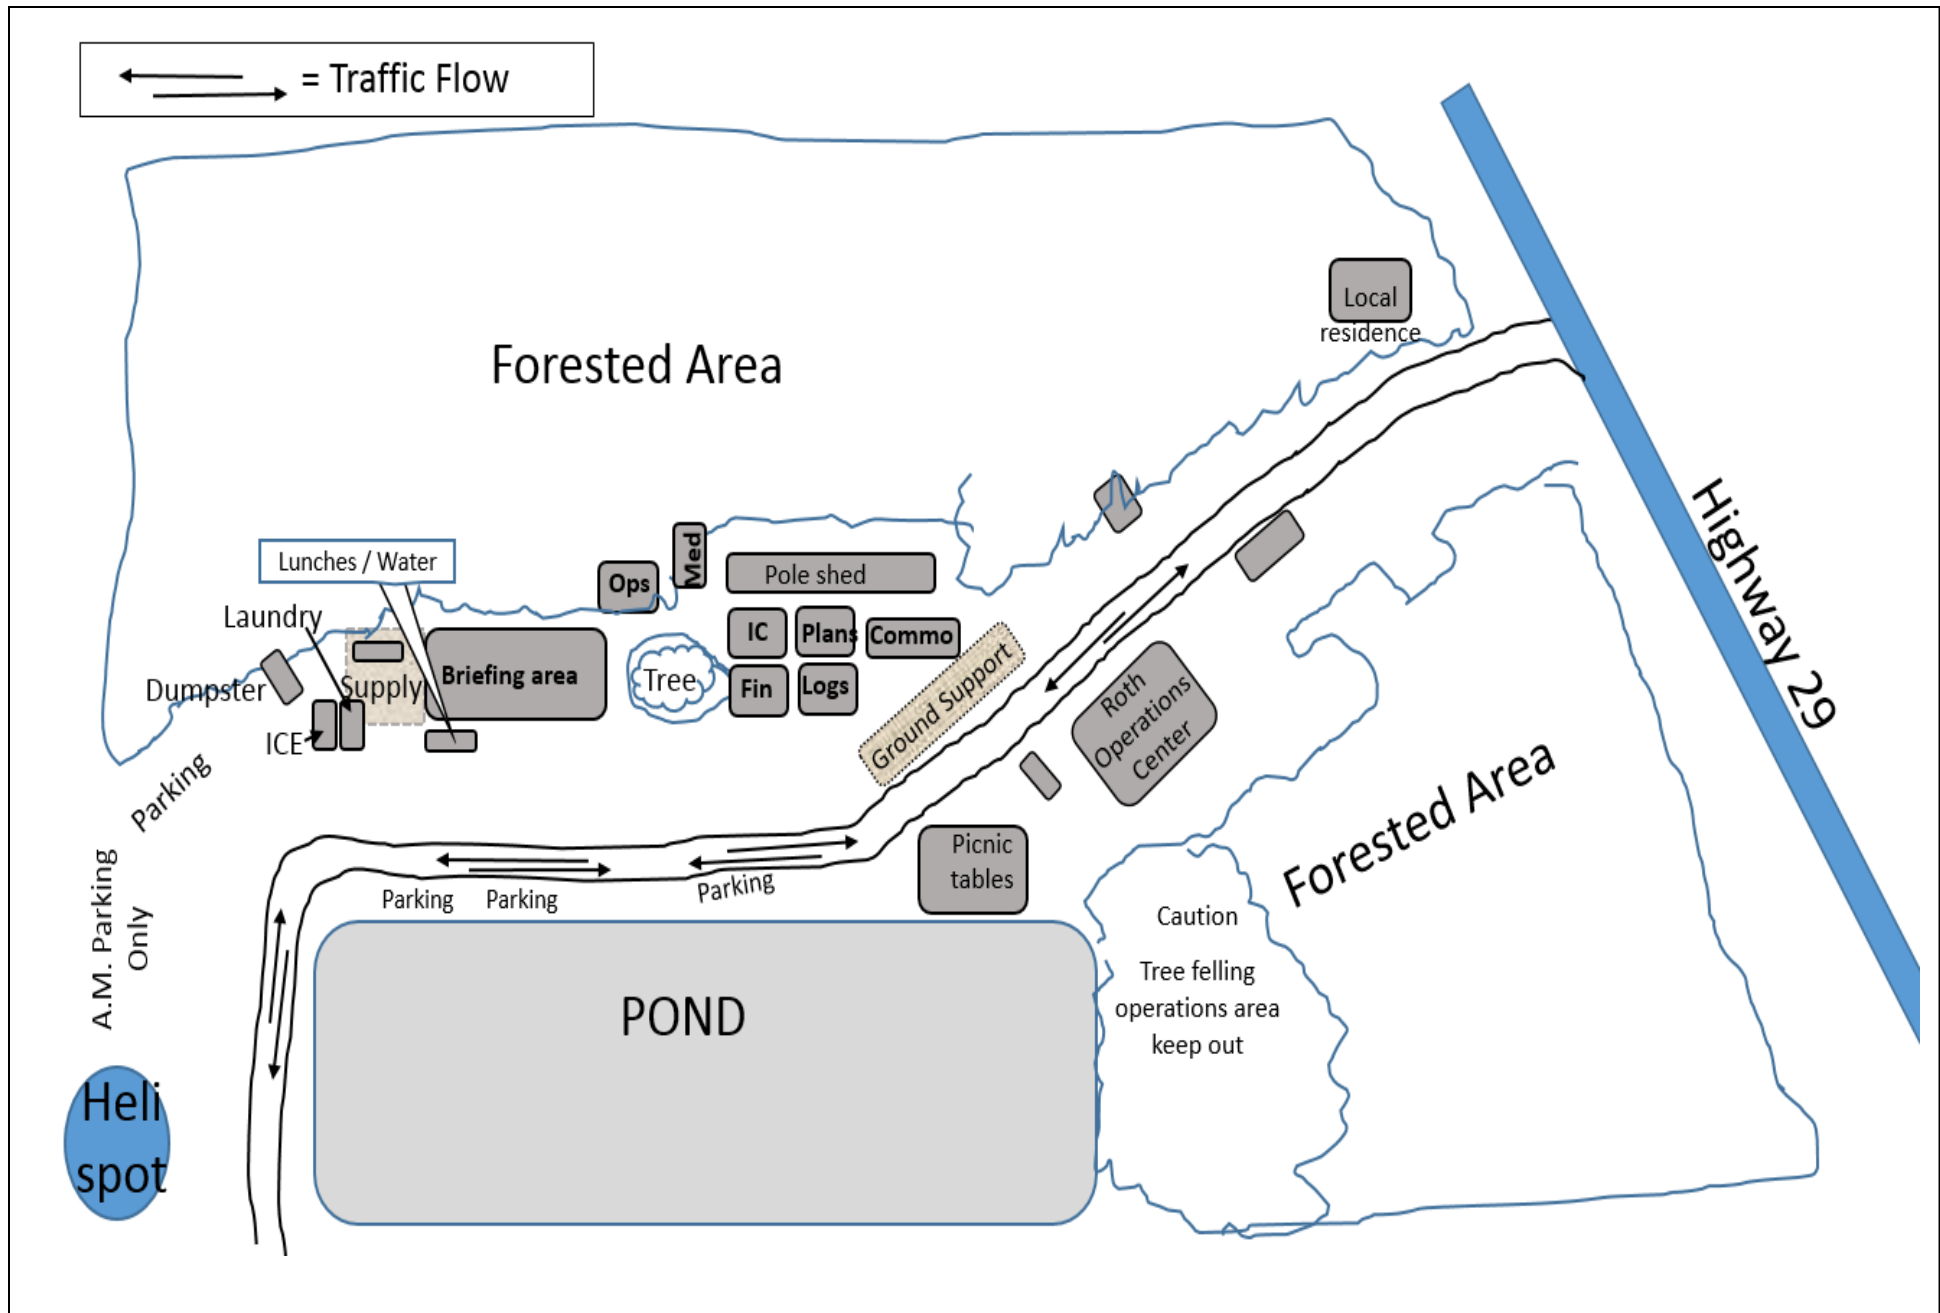 = Traffic Flow
Local
residence
Forested Area
Highway 29
Lunches / Water
Ops
Med
Pole shed
Laundry
IC
Plans
Commo
Dumpster
Supply
Briefing area
Tree
Fin
Logs
Ground Support
Roth
Operations
Center
ICE
Parking
Picnic
tables
Forested Area
Parking
Parking
Parking
A.M. Parking
Only
Caution
Tree felling
operations area
keep out
POND
Heli
spot